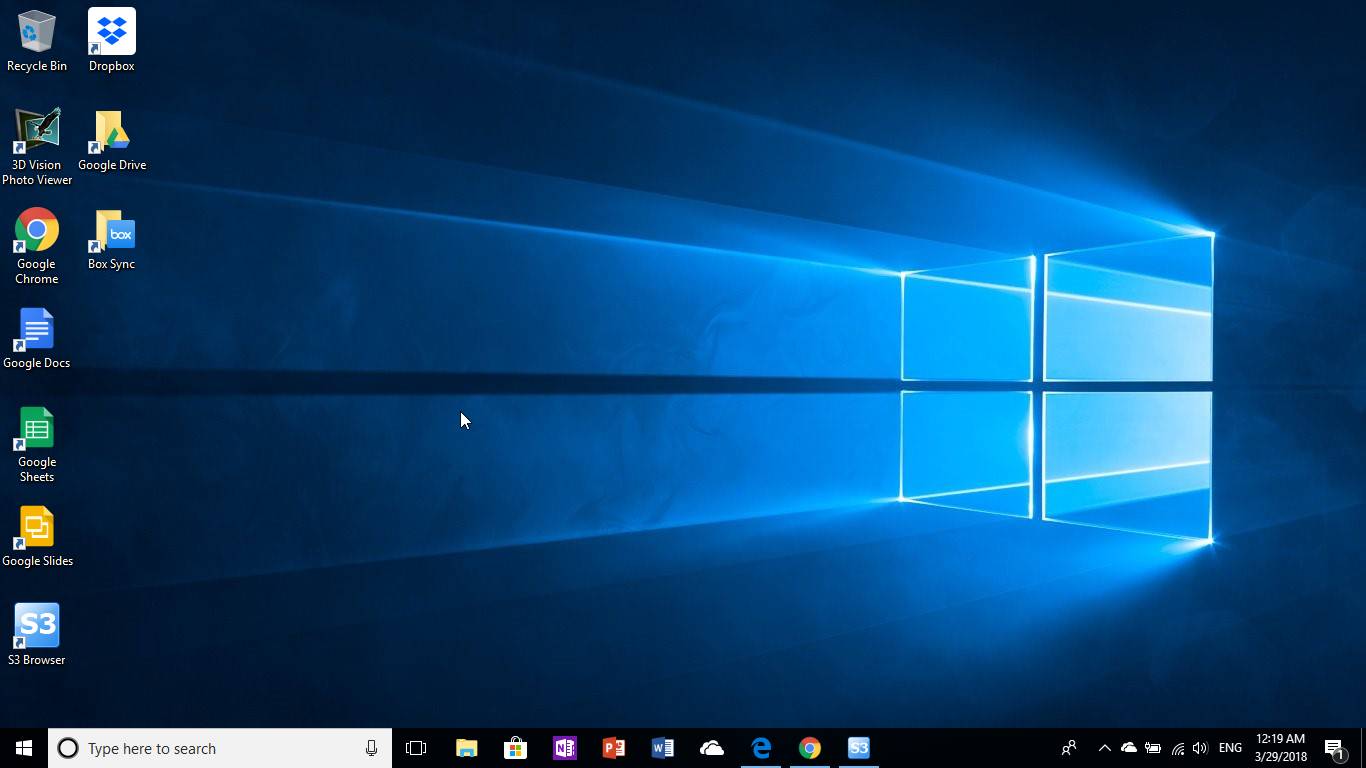 Recycle Bin
Dropbox
3D Vision
Photo Viewer
Google Drive
Google
Chrome
box
Box Sync
Google Docs
Google
Sheets
Google Slides
S3
S3 Browser
Type here to search
N
P
W
S3
ENG
12:19 AM
3/29/2018
1